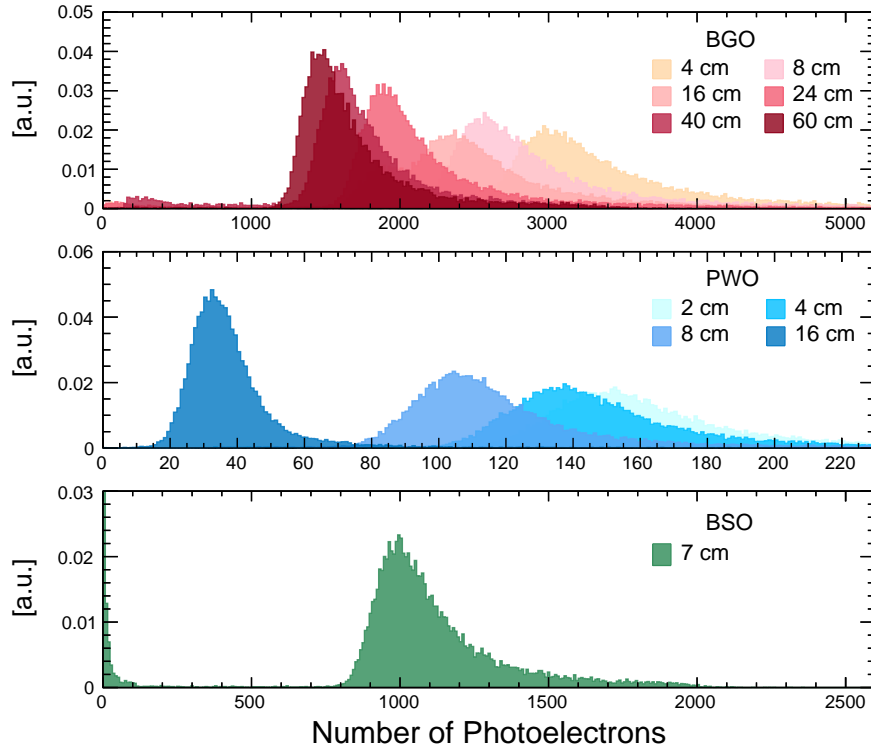 0.05
BGO
4 cm
8 cm
16 cm
24 cm
40 cm
60 cm
0.04
0.03
0.02
0.01
0
[a.u.]
0
1000
2000
3000
4000
5000
0.06
PWO
2 cm
4 cm
8 cm
16 cm
0.04
0.02
0
[a.u.]
0
20
40
60
80
100
120
140
160
180
200
220
0.03
BSO
7 cm
0.02
0.01
0
[a.u.]
0
500
1000
1500
2000
2500
Number of Photoelectrons